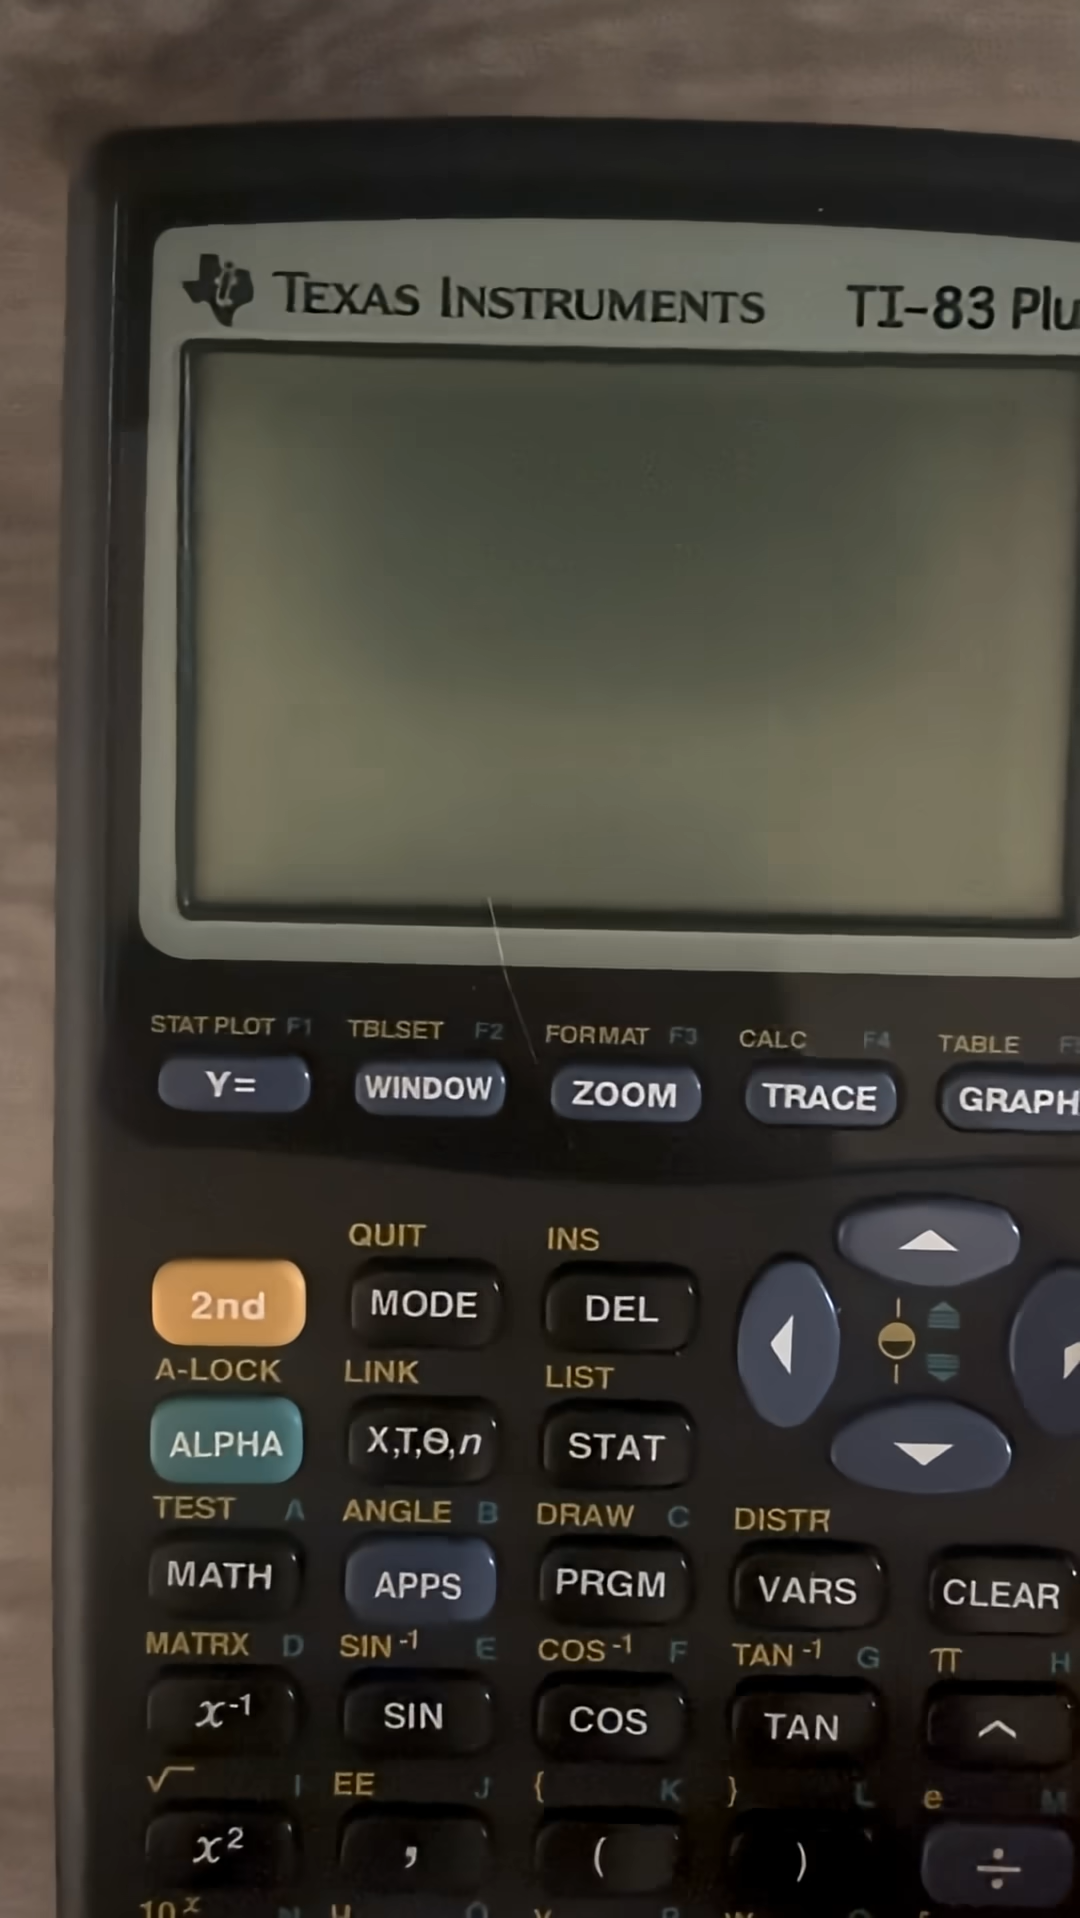 TEXAS INSTRUMENTS TI-83 Plu
STAT PLOT F1 TBLSET F2 FORMAT F3 CALC F4 TABLE
Y= WINDOW ZOOM TRACE GRAPH
QUIT INS
2nd MODE DEL
A-LOCK LINK LIST
ALPHA X,T,Θ,n STAT
TEST A ANGLE B DRAW C DISTR
MATH APPS PRGM VARS CLEAR
MATRX D SIN⁻¹ E COS⁻¹ F TAN⁻¹ G π H
x⁻¹ SIN COS TAN ^
√ I EE J { K } L e M
x² , ( ) ÷
10ˣ